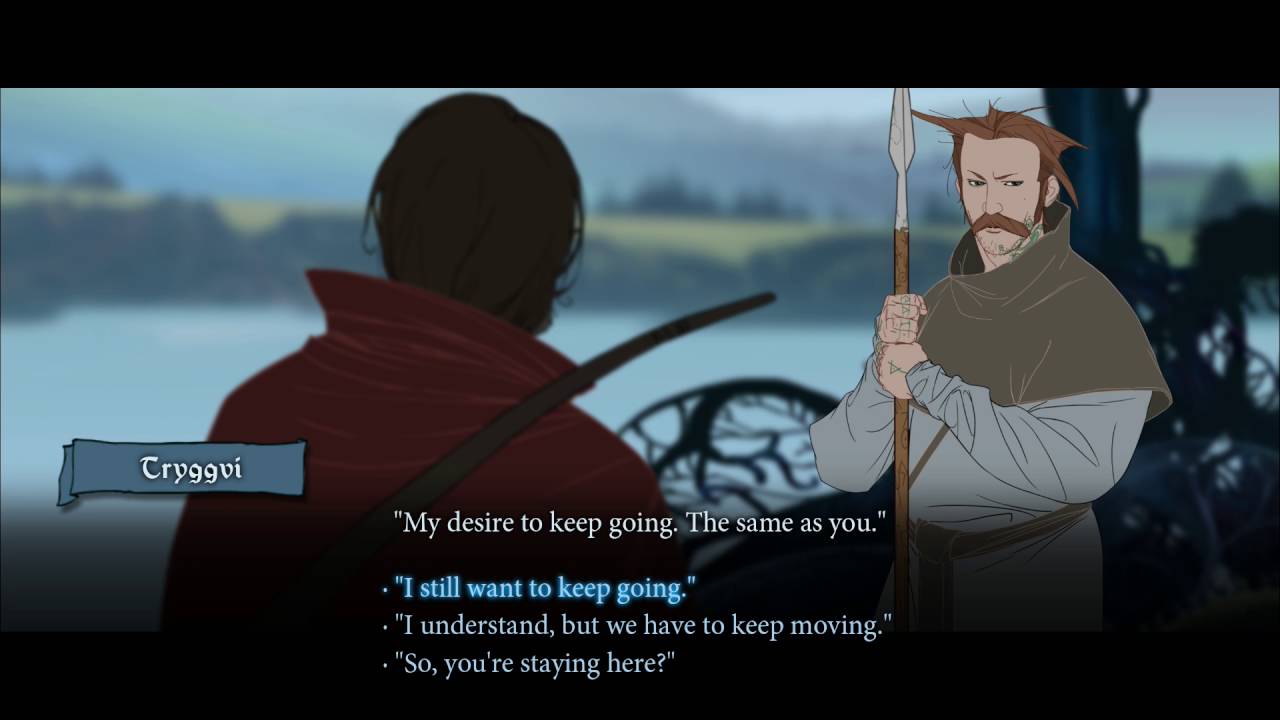 Tryggvi
"My desire to keep going. The same as you."
· "I still want to keep going."
· "I understand, but we have to keep moving."
· "So, you're staying here?"